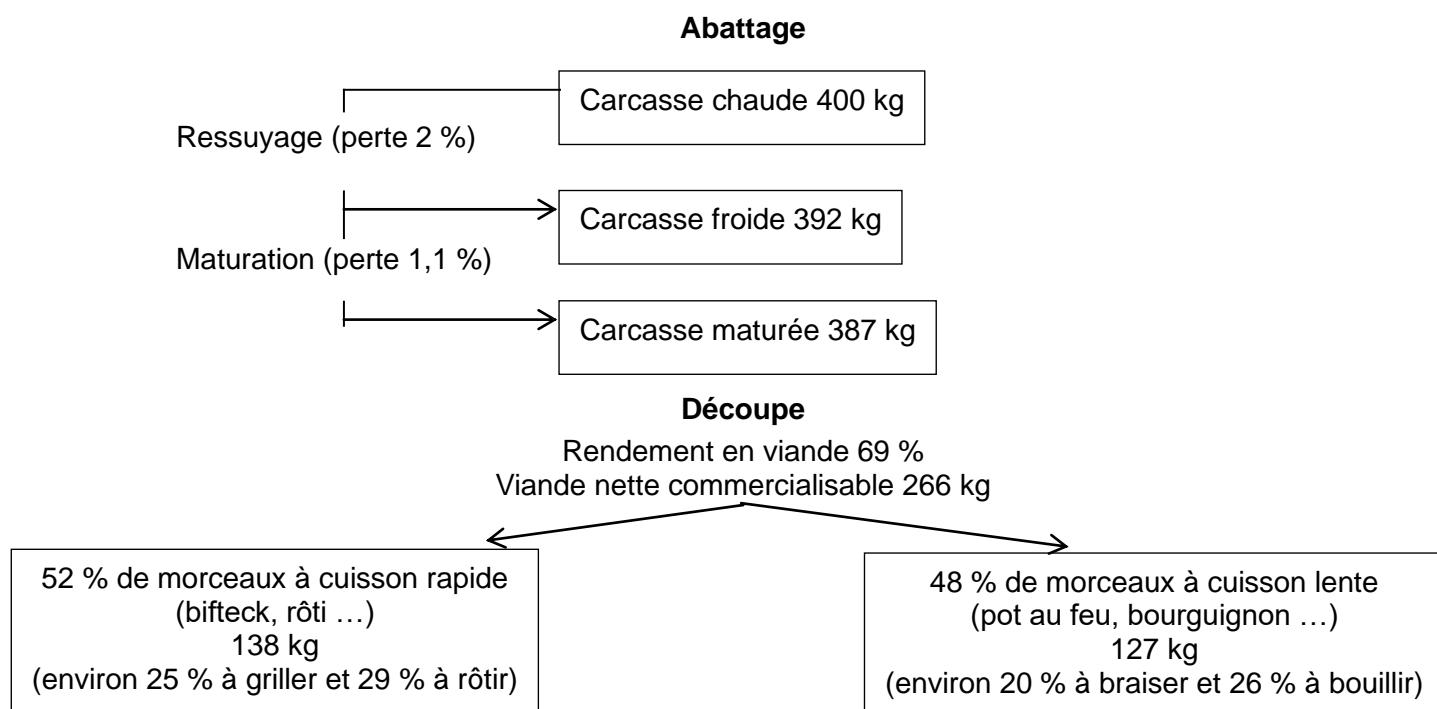 Abattage
Carcasse chaude 400 kg
Ressuyage (perte 2 %)
Carcasse froide 392 kg
Maturation (perte 1,1 %)
Carcasse maturée 387 kg
Découpe
Rendement en viande 69 %
Viande nette commercialisable 266 kg
52 % de morceaux à cuisson rapide
(bifteck, rôti …)
138 kg
(environ 25 % à griller et 29 % à rôtir)
48 % de morceaux à cuisson lente
(pot au feu, bourguignon …)
127 kg
(environ 20 % à braiser et 26 % à bouillir)